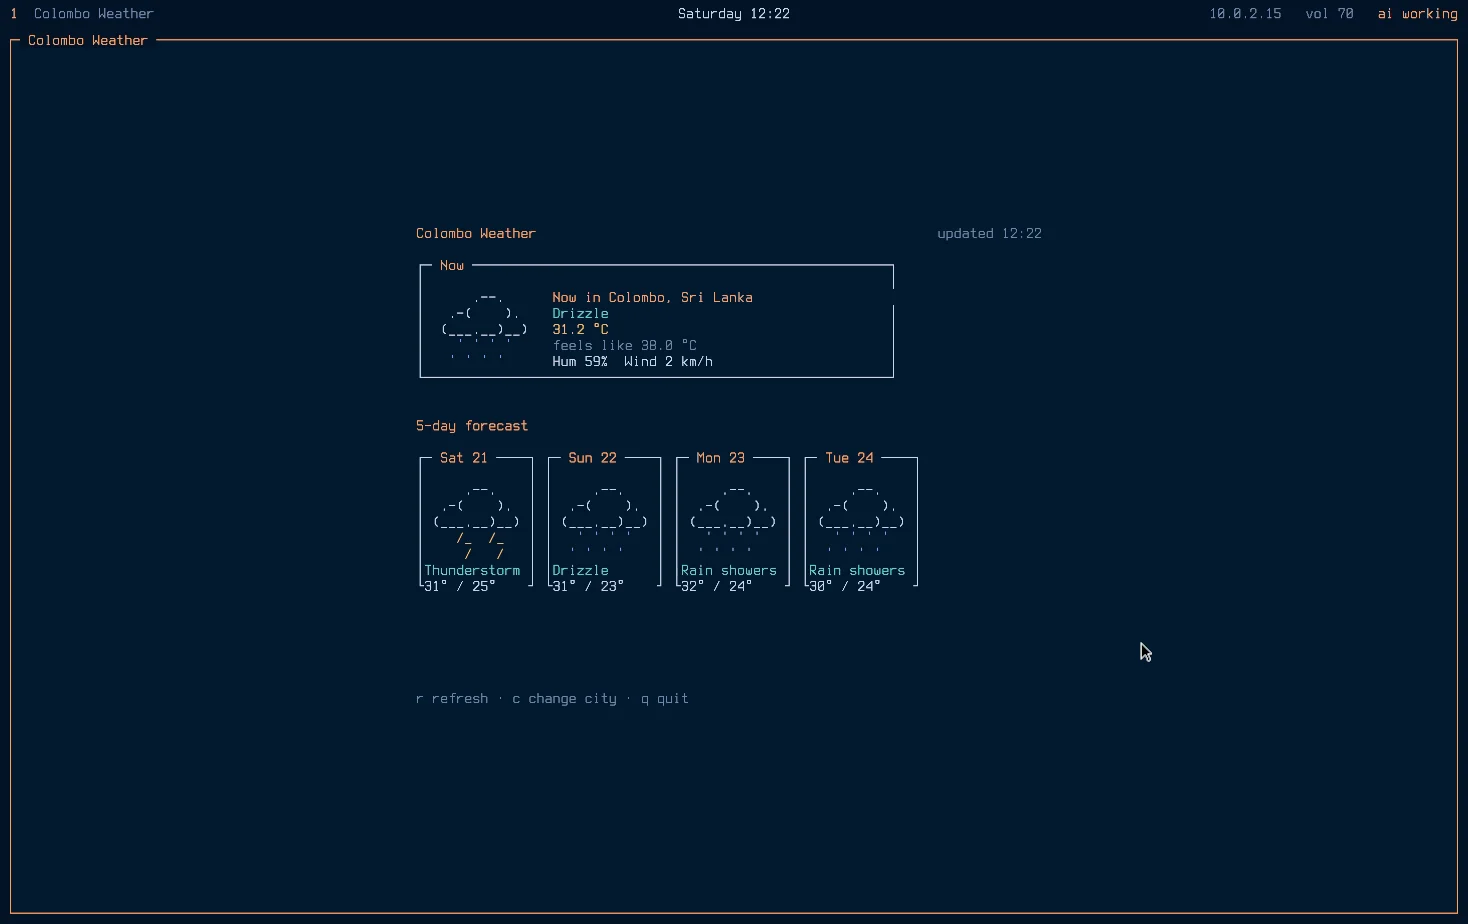 1 Colombo Weather Saturday 12:22 10.0.2.15 vol 70 ai working
Colombo Weather
Colombo Weather updated 12:22
Now
Now in Colombo, Sri Lanka
Drizzle
31.2 °C
feels like 38.0 °C
Hum 59% Wind 2 km/h
5-day forecast
Sat 21 Sun 22 Mon 23 Tue 24
Thunderstorm Drizzle Rain showers Rain showers
31° / 25° 31° / 23° 32° / 24° 30° / 24°
r refresh · c change city · q quit